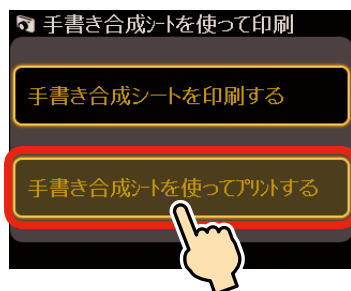 手書き合成ｼｰﾄを使って印刷
手書き合成シートを印刷する
手書き合成ｼｰﾄを使ってﾌﾟﾘﾝﾄする